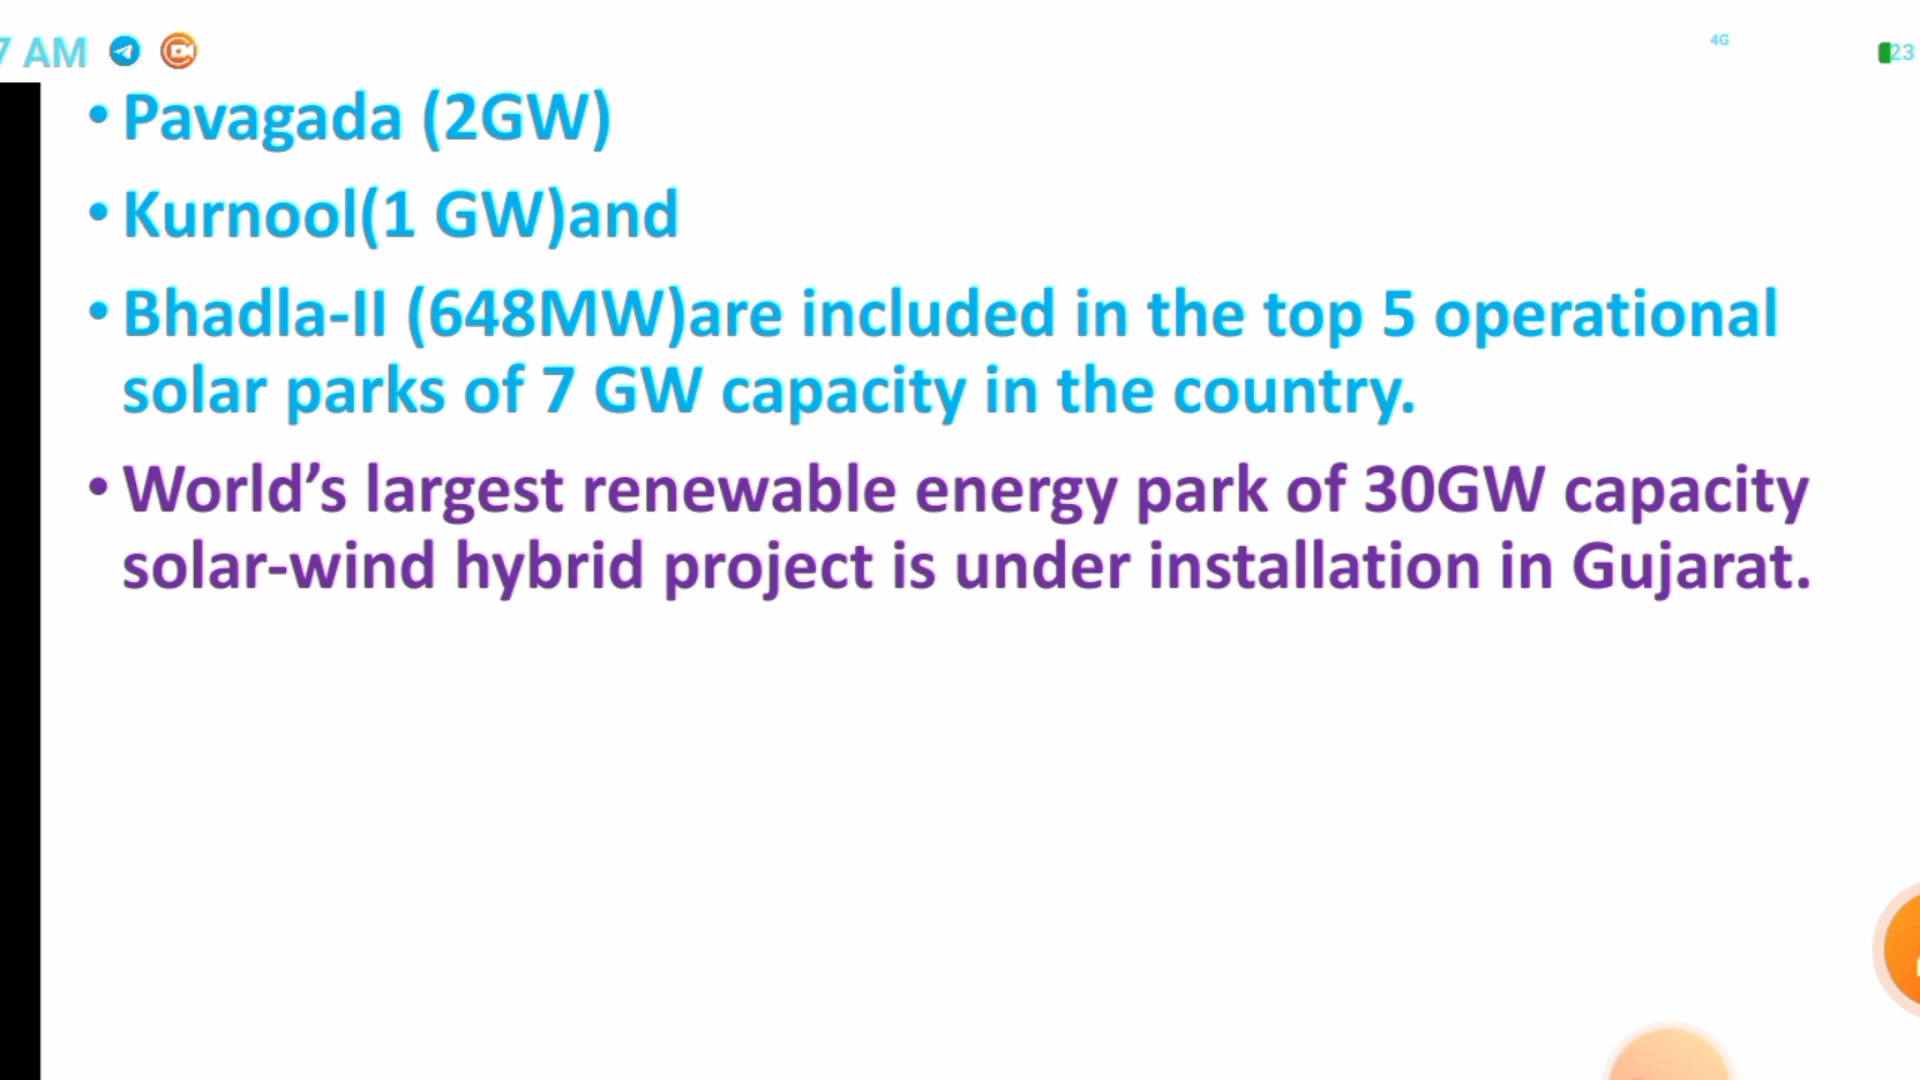 7 AM 4G 23
• Pavagada (2GW)
• Kurnool(1 GW)and
• Bhadla-II (648MW)are included in the top 5 operational
solar parks of 7 GW capacity in the country.
• World’s largest renewable energy park of 30GW capacity
solar-wind hybrid project is under installation in Gujarat.